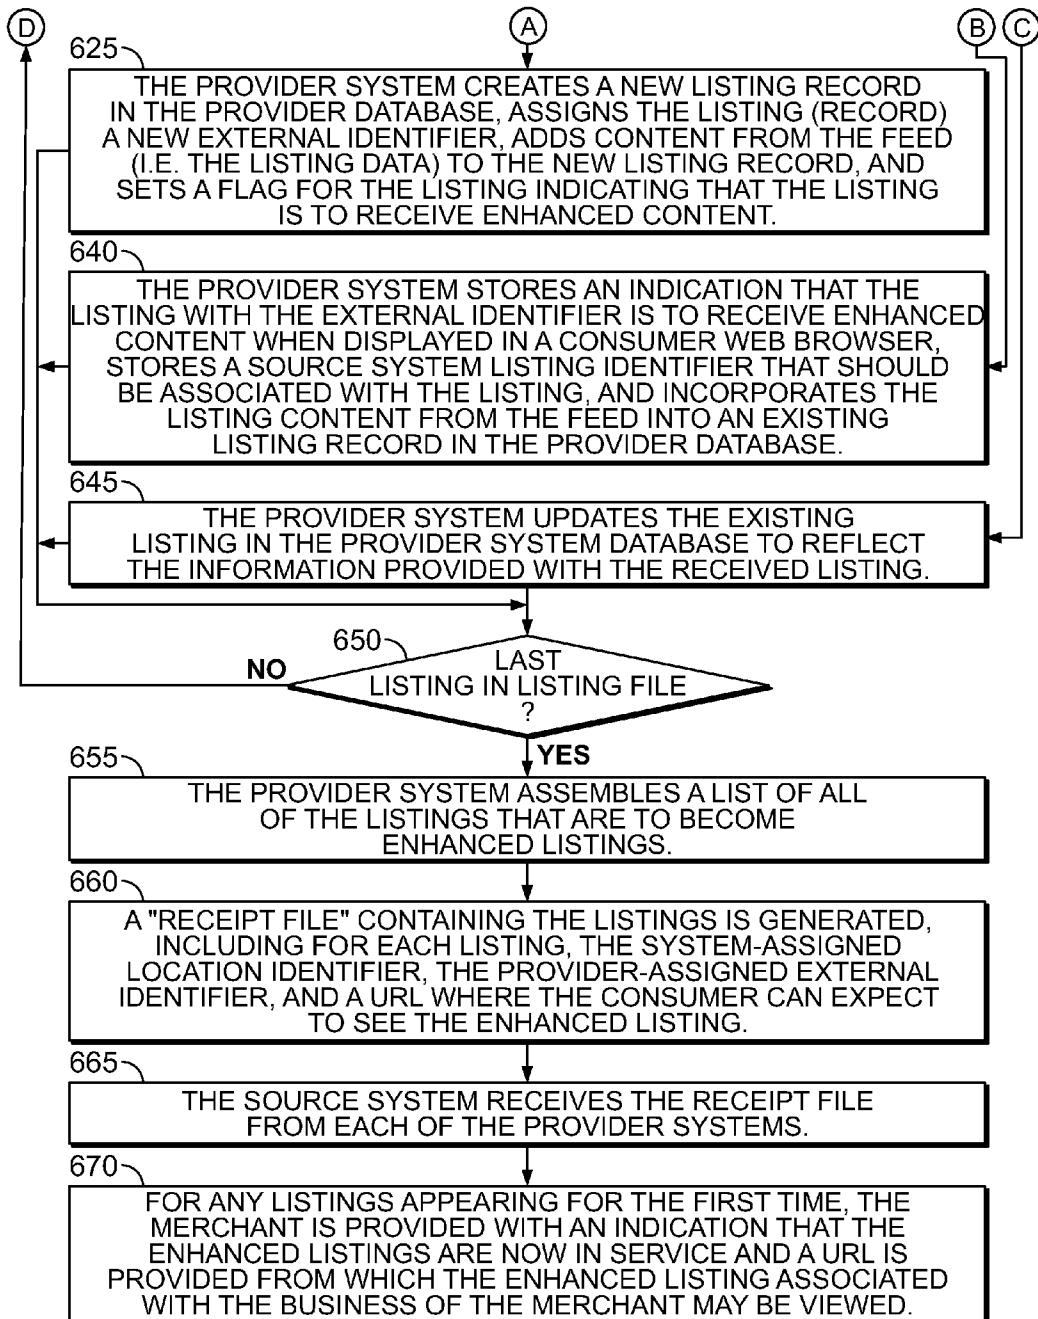 D
A
B
C
625
THE PROVIDER SYSTEM CREATES A NEW LISTING RECORD
IN THE PROVIDER DATABASE, ASSIGNS THE LISTING (RECORD)
A NEW EXTERNAL IDENTIFIER, ADDS CONTENT FROM THE FEED
(I.E. THE LISTING DATA) TO THE NEW LISTING RECORD, AND
SETS A FLAG FOR THE LISTING INDICATING THAT THE LISTING
IS TO RECEIVE ENHANCED CONTENT.
640
THE PROVIDER SYSTEM STORES AN INDICATION THAT THE
LISTING WITH THE EXTERNAL IDENTIFIER IS TO RECEIVE ENHANCED
CONTENT WHEN DISPLAYED IN A CONSUMER WEB BROWSER,
STORES A SOURCE SYSTEM LISTING IDENTIFIER THAT SHOULD
BE ASSOCIATED WITH THE LISTING, AND INCORPORATES THE
LISTING CONTENT FROM THE FEED INTO AN EXISTING
LISTING RECORD IN THE PROVIDER DATABASE.
645
THE PROVIDER SYSTEM UPDATES THE EXISTING
LISTING IN THE PROVIDER SYSTEM DATABASE TO REFLECT
THE INFORMATION PROVIDED WITH THE RECEIVED LISTING.
650
LAST
LISTING IN LISTING FILE
?
NO
YES
655
THE PROVIDER SYSTEM ASSEMBLES A LIST OF ALL
OF THE LISTINGS THAT ARE TO BECOME
ENHANCED LISTINGS.
660
A "RECEIPT FILE" CONTAINING THE LISTINGS IS GENERATED,
INCLUDING FOR EACH LISTING, THE SYSTEM-ASSIGNED
LOCATION IDENTIFIER, THE PROVIDER-ASSIGNED EXTERNAL
IDENTIFIER, AND A URL WHERE THE CONSUMER CAN EXPECT
TO SEE THE ENHANCED LISTING.
665
THE SOURCE SYSTEM RECEIVES THE RECEIPT FILE
FROM EACH OF THE PROVIDER SYSTEMS.
670
FOR ANY LISTINGS APPEARING FOR THE FIRST TIME, THE
MERCHANT IS PROVIDED WITH AN INDICATION THAT THE
ENHANCED LISTINGS ARE NOW IN SERVICE AND A URL IS
PROVIDED FROM WHICH THE ENHANCED LISTING ASSOCIATED
WITH THE BUSINESS OF THE MERCHANT MAY BE VIEWED.